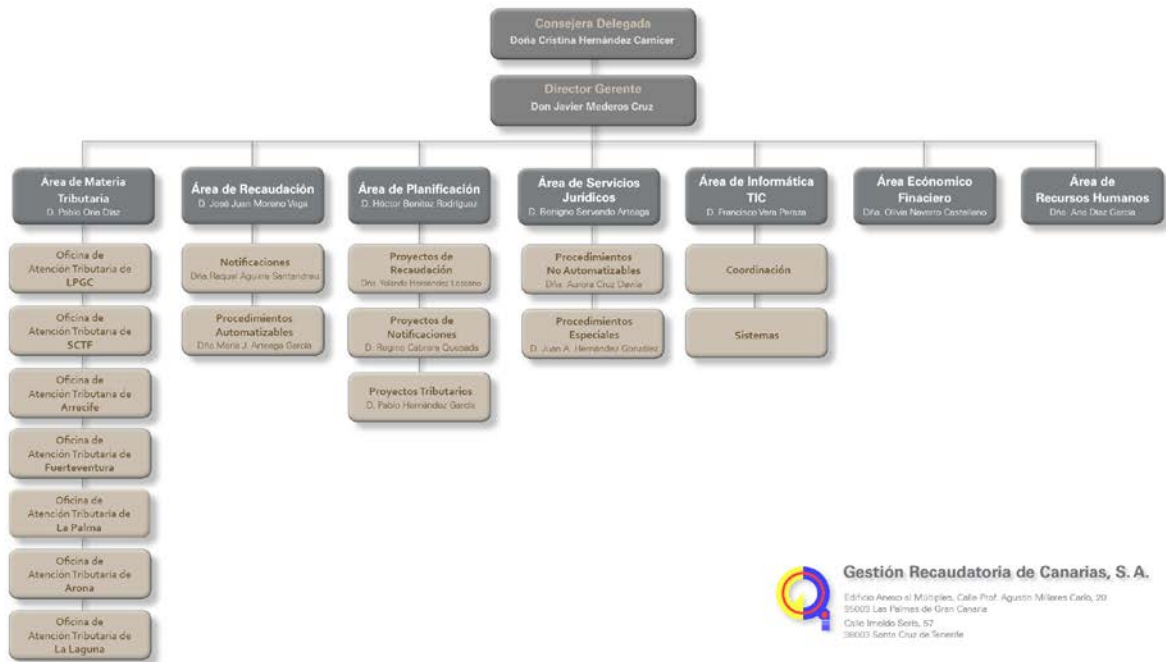 Consejera Delegada
Doña Cristina Hernández Carnicer
Director Gerente
Don Javier Mederos Cruz
Área de Materia
Tributaria
D. Pablo Oria Díaz
Oficina de
Atención Tributaria de
LPGC
Oficina de
Atención Tributaria de
SCTF
Oficina de
Atención Tributaria de
Arrecife
Oficina de
Atención Tributaria de
Fuerteventura
Oficina de
Atención Tributaria de
La Palma
Oficina de
Atención Tributaria de
Arona
Oficina de
Atención Tributaria de
La Laguna
Área de Recaudación
D. José Juan Moreno Vega
Notificaciones
Dña Raquel Aguiera Santandreu
Procedimientos
Automatizables
Dña María J. Arteaga García
Área de Planificación
D. Héctor Benítez Rodríguez
Proyectos de
Recaudación
Dña. Yolanda Hernández Lezcano
Proyectos de
Notificaciones
D. Regino Cabrera Quesada
Proyectos Tributarios
D. Pablo Hernández García
Área de Servicios
Jurídicos
D. Benigno Servando Arteaga
Procedimientos
No Automatizables
Dña. Aurora Cruz
Procedimientos
Especiales
D. Juan A. Hernández González
Área de Informática
TIC
D. Francisco Vera Peraza
Coordinación
Sistemas
Área Ecónomico
Finaciero
Dña. Olivia Navarro Castellano
Área de
Recursos Humanos
Dña. Ana Díaz García
Gestión Recaudatoria de Canarias, S. A.
Edificio Anexo al Múltiples, Calle Prof. Agustín Millares Carlo, 20
35003 Las Palmas de Gran Canaria
Calle Imeldo Serís, 57
38003 Santa Cruz de Tenerife